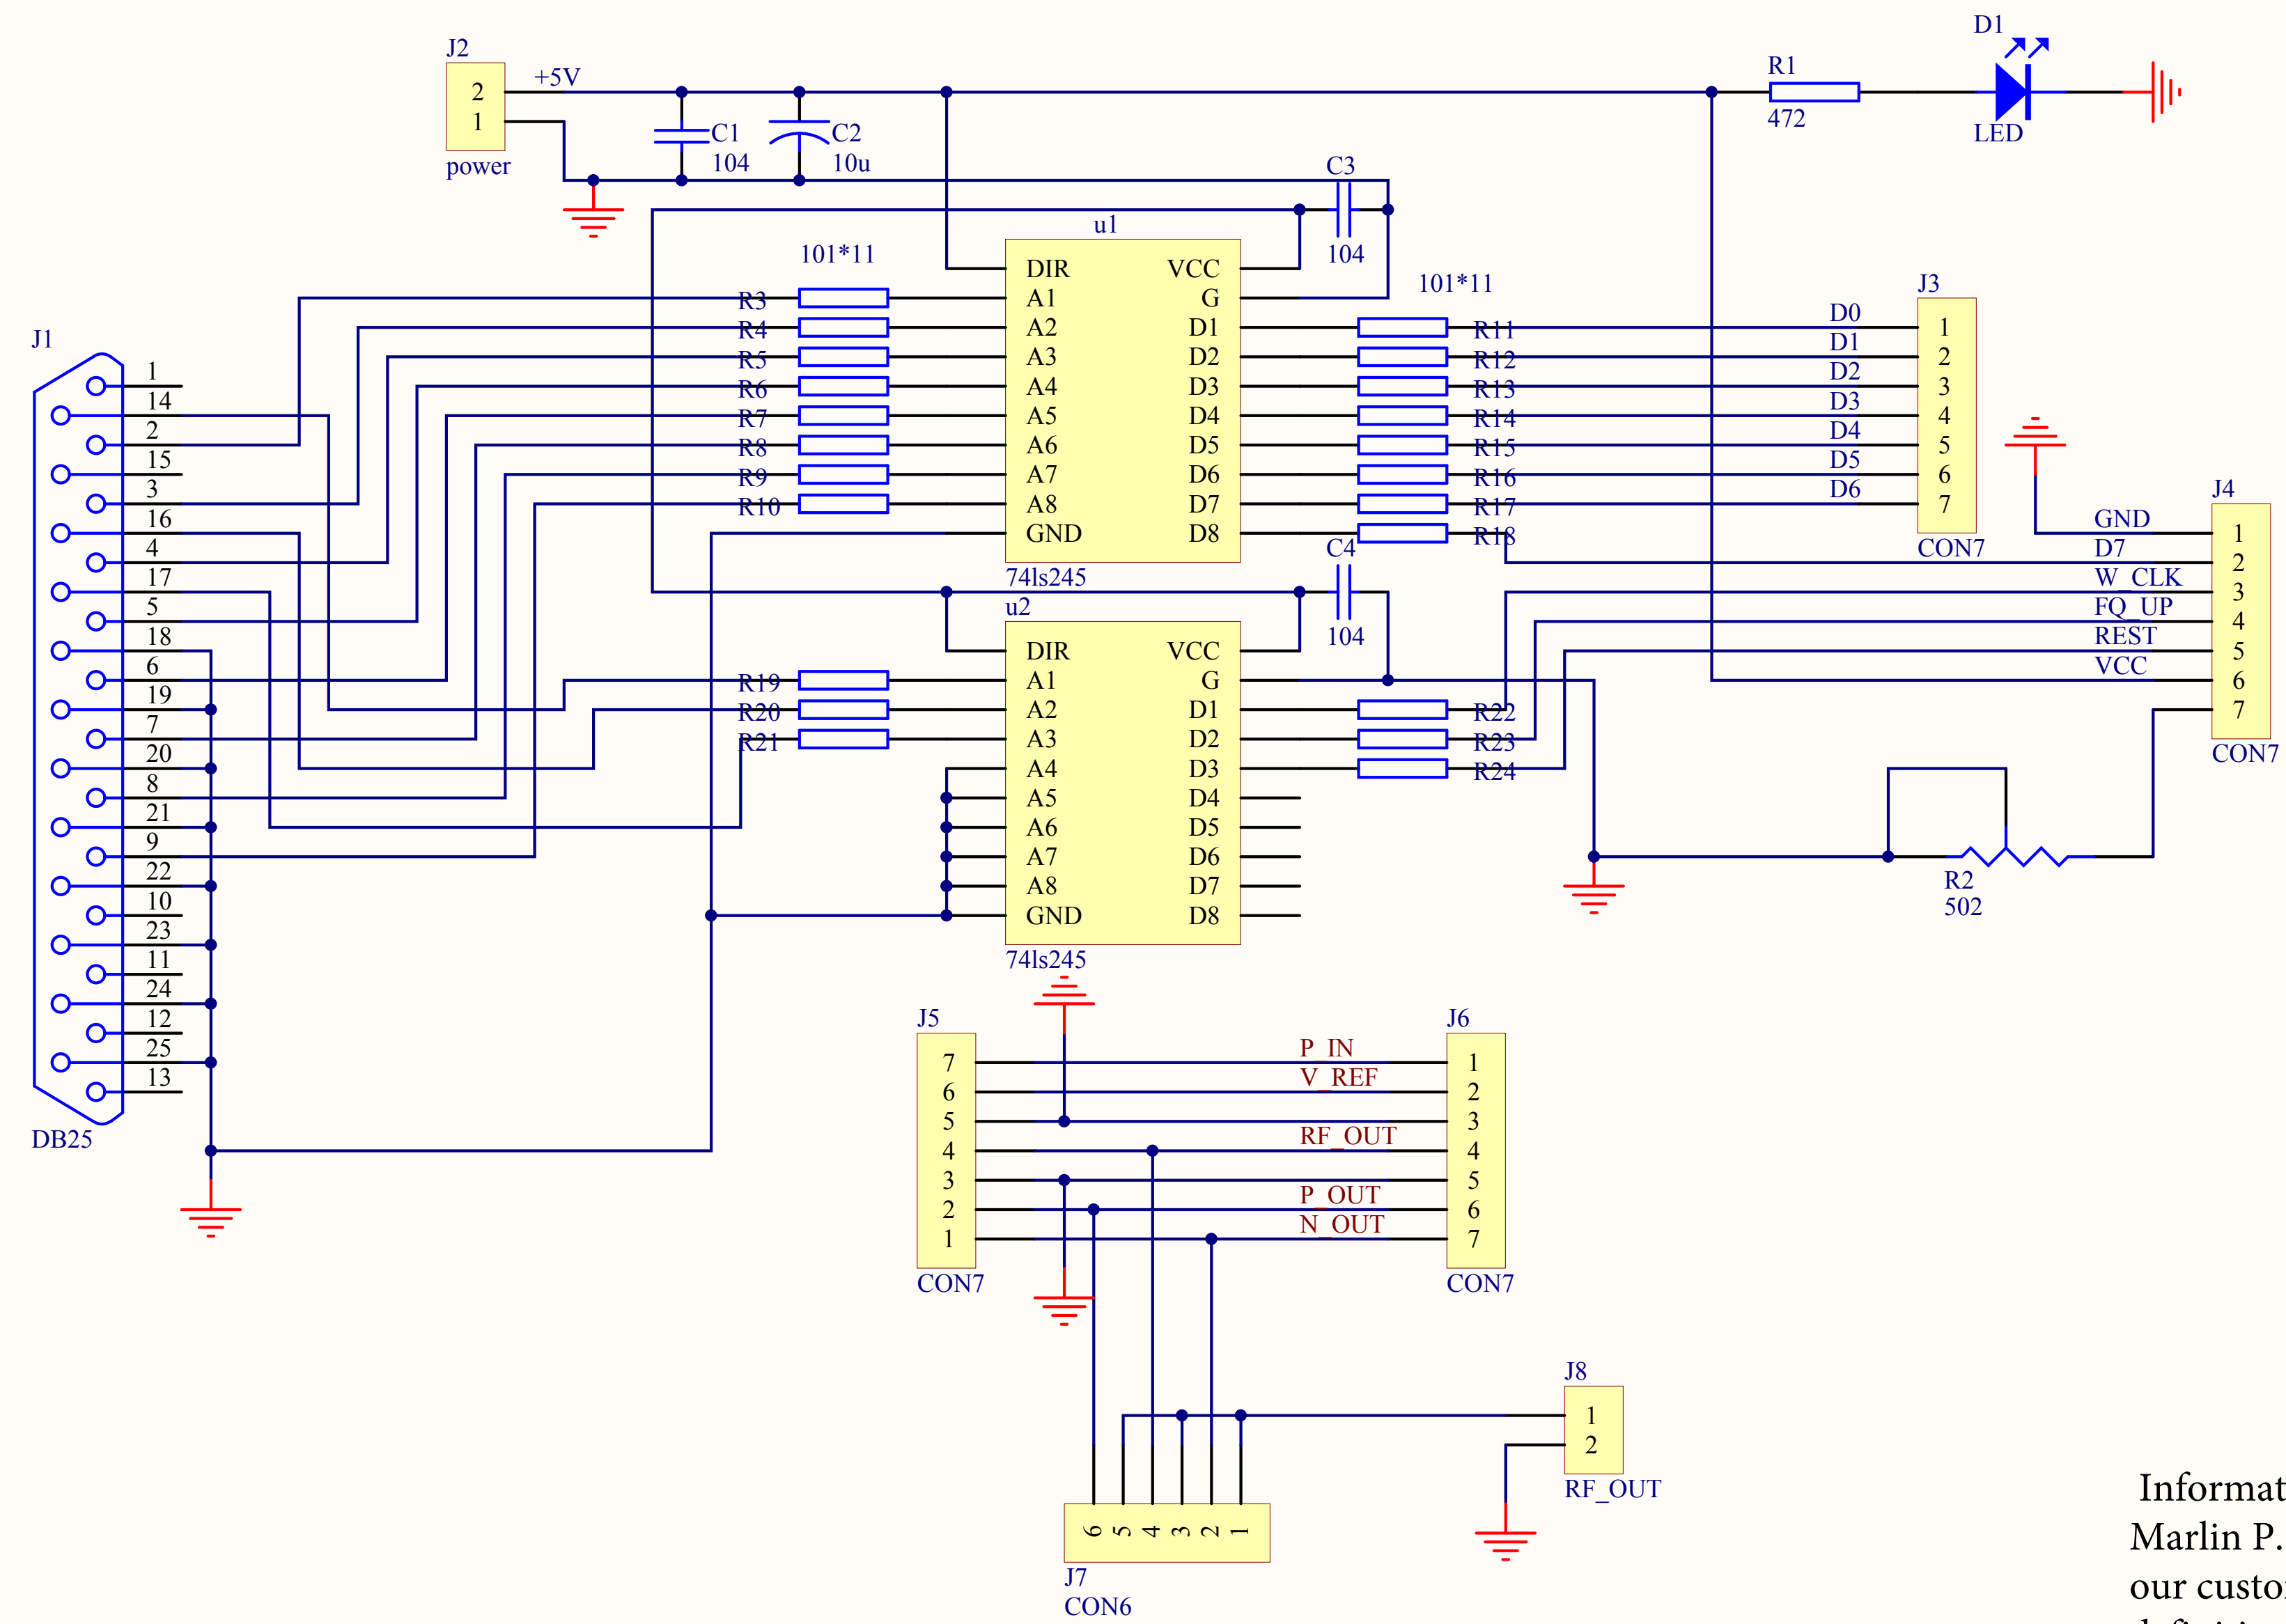 J2
+5V
2
1
power
C1
104
C2
10u
R1
472
D1
LED
C3
104
u1
101*11
101*11
DIR
A1
A2
A3
A4
A5
A6
A7
A8
GND
VCC
G
D1
D2
D3
D4
D5
D6
D7
D8
74ls245
R3
R4
R5
R6
R7
R8
R9
R10
R11
R12
R13
R14
R15
R16
R17
R18
D0
D1
D2
D3
D4
D5
D6
J3
1
2
3
4
5
6
7
CON7
J1
1
14
2
15
3
16
4
17
5
18
6
19
7
20
8
21
9
22
10
23
11
24
12
25
13
DB25
C4
104
u2
DIR
A1
A2
A3
A4
A5
A6
A7
A8
GND
VCC
G
D1
D2
D3
D4
D5
D6
D7
D8
74ls245
R19
R20
R21
R22
R23
R24
GND
D7
W_CLK
FQ_UP
REST
VCC
J4
1
2
3
4
5
6
7
CON7
R2
502
J5
7
6
5
4
3
2
1
CON7
P_IN
V_REF
RF_OUT
P_OUT
N_OUT
J6
1
2
3
4
5
6
7
CON7
J8
1
2
RF_OUT
6 5 4 3 2 1
J7
CON6
Informat
Marlin P.
our custo